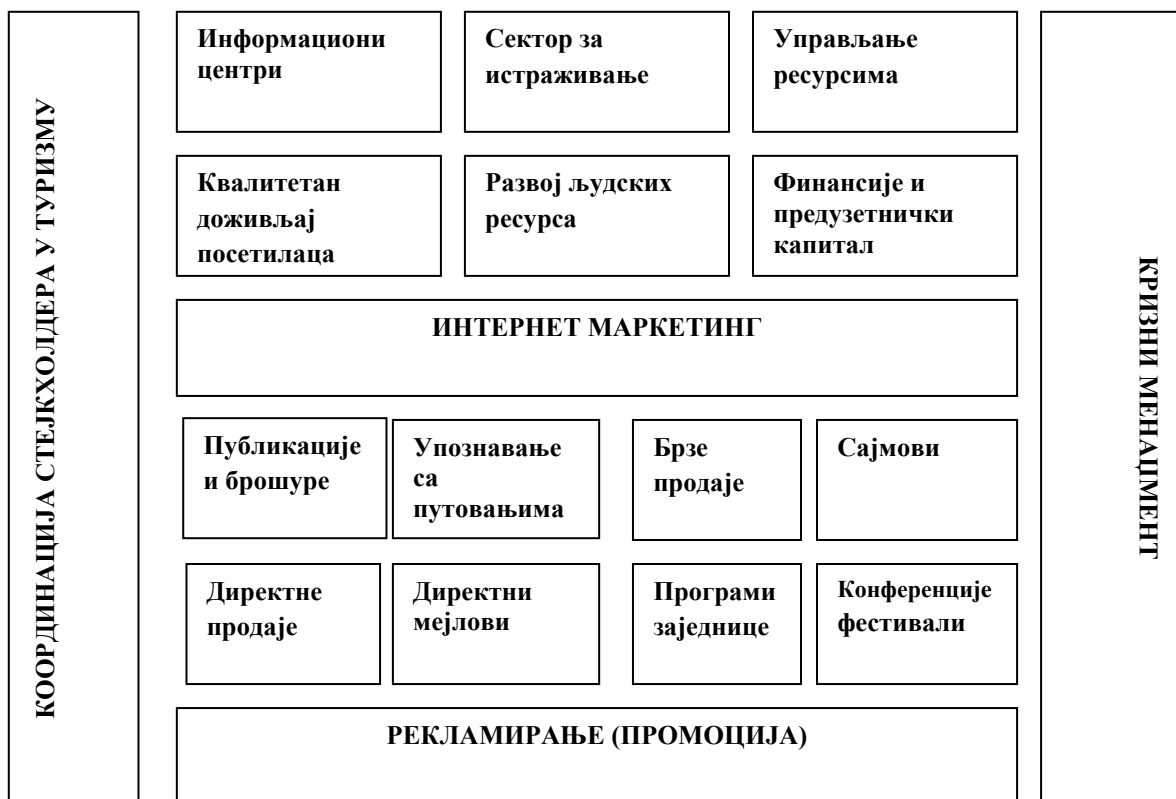 КООРДИНАЦИЈА СТЕЈКХОЛДЕРА У ТУРИЗМУ
Информациони
центри
Сектор за
истраживање
Управљање
ресурсима
Квалитетан
доживљај
посетилаца
Развој људских
ресурса
Финансије и
предузетнички
капитал
ИНТЕРНЕТ МАРКЕТИНГ
Публикације
и брошуре
Упознавање
са
путовањима
Брзе
продаје
Сајмови
Директне
продаје
Директни
мејлови
Програми
заједнице
Конференције
фестивали
РЕКЛАМИРАЊЕ (ПРОМОЦИЈА)
КРИЗНИ МЕНАЏМЕНТ